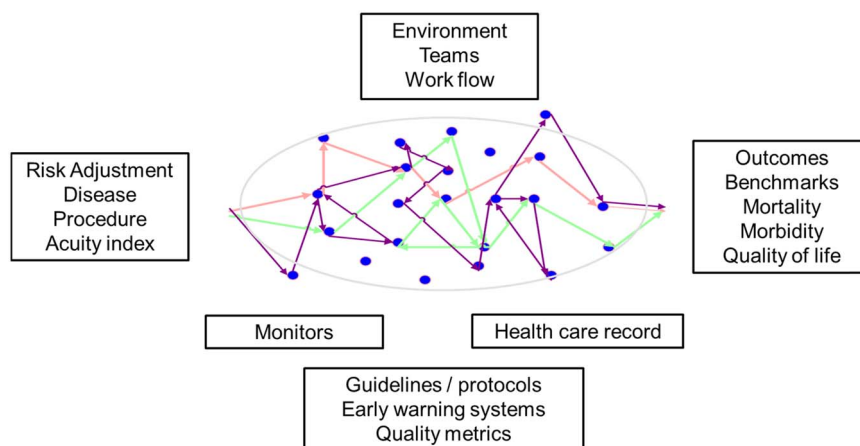 Environment
Teams
Work flow
Risk Adjustment
Disease
Procedure
Acuity index
Outcomes
Benchmarks
Mortality
Morbidity
Quality of life
Monitors
Health care record
Guidelines / protocols
Early warning systems
Quality metrics